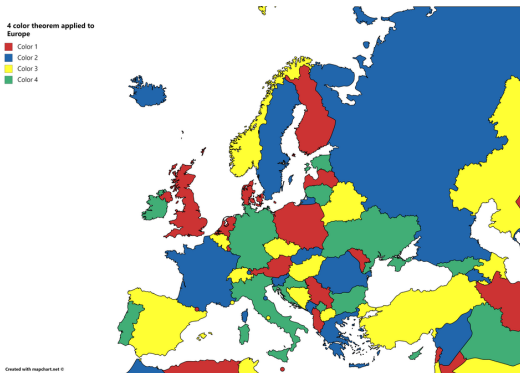 4 color theorem applied to
Europe
Color 1
Color 2
Color 3
Color 4
Created with mapchart.net ©